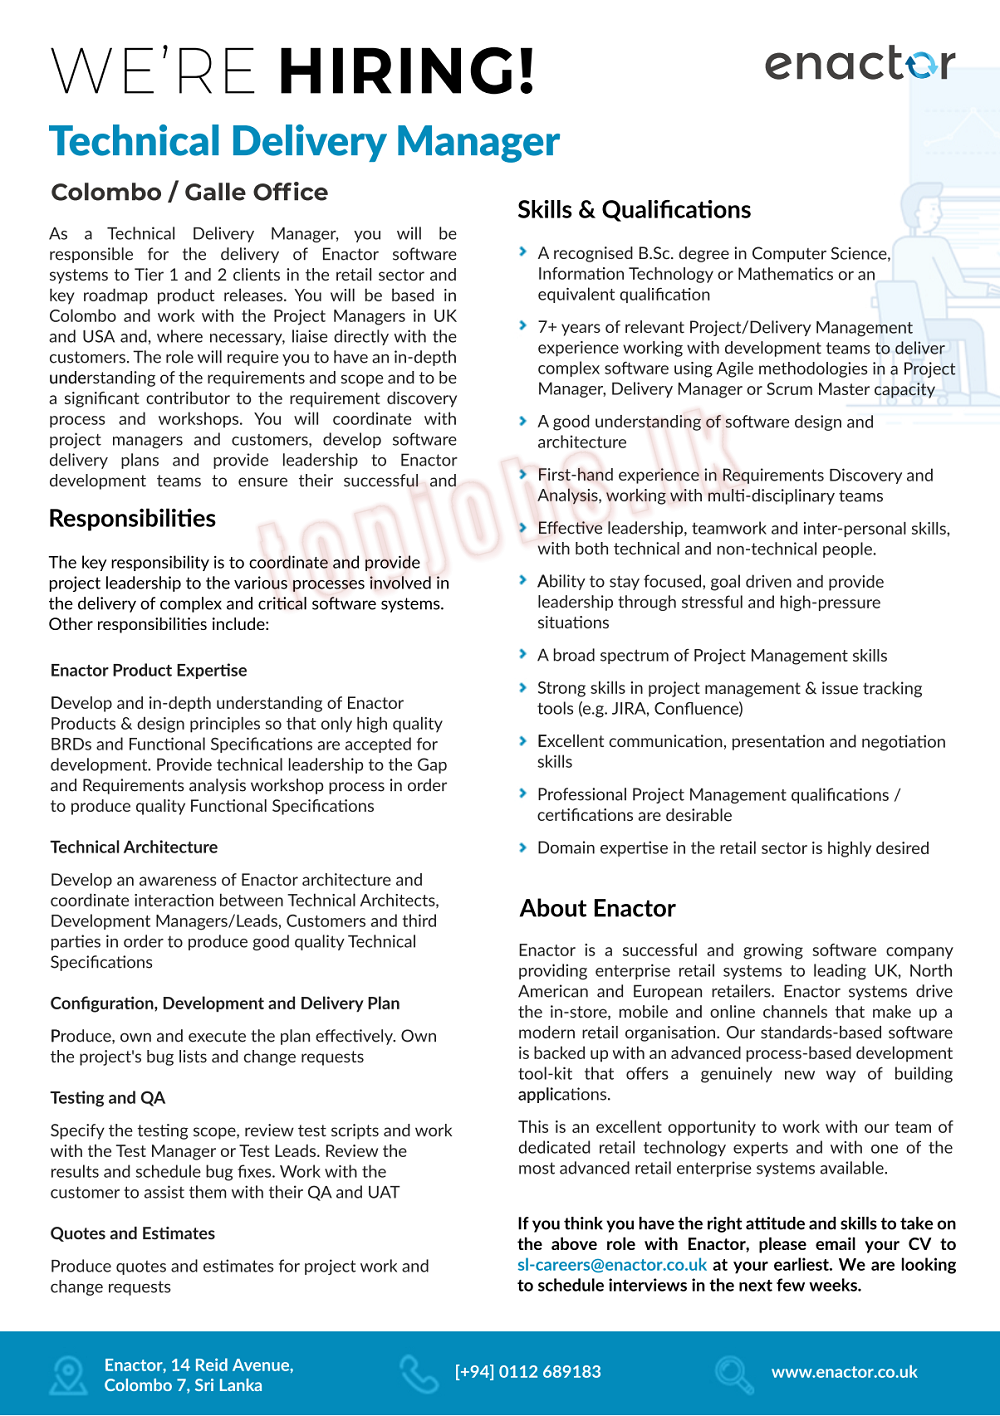 WE'RE HIRING!
enactor
Technical Delivery Manager
Colombo / Galle Office
As a Technical Delivery Manager, you will be
responsible for the delivery of Enactor software
systems to Tier 1 and 2 clients in the retail sector and
key roadmap product releases. You will be based in
Colombo and work with the Project Managers in UK
and USA and, where necessary, liaise directly with the
customers. The role will require you to have an in-depth
understanding of the requirements and scope and to be
a significant contributor to the requirement discovery
process and workshops. You will coordinate with
project managers and customers, develop software
delivery plans and provide leadership to Enactor
development teams to ensure their successful and
Responsibilities
The key responsibility is to coordinate and provide
project leadership to the various processes involved in
the delivery of complex and critical software systems.
Other responsibilities include:
Enactor Product Expertise
Develop and in-depth understanding of Enactor
Products & design principles so that only high quality
BRDs and Functional Specifications are accepted for
development. Provide technical leadership to the Gap
and Requirements analysis workshop process in order
to produce quality Functional Specifications
Technical Architecture
Develop an awareness of Enactor architecture and
coordinate interaction between Technical Architects,
Development Managers/Leads, Customers and third
parties in order to produce good quality Technical
Specifications
Configuration, Development and Delivery Plan
Produce, own and execute the plan effectively. Own
the project's bug lists and change requests
Testing and QA
Specify the testing scope, review test scripts and work
with the Test Manager or Test Leads. Review the
results and schedule bug fixes. Work with the
customer to assist them with their QA and UAT
Quotes and Estimates
Produce quotes and estimates for project work and
change requests
Skills & Qualifications
A recognised B.Sc. degree in Computer Science,
Information Technology or Mathematics or an
equivalent qualification
7+ years of relevant Project/Delivery Management
experience working with development teams to deliver
complex software using Agile methodologies in a Project
Manager, Delivery Manager or Scrum Master capacity
A good understanding of software design and
architecture
First-hand experience in Requirements Discovery and
Analysis, working with multi-disciplinary teams
Effective leadership, teamwork and inter-personal skills,
with both technical and non-technical people.
Ability to stay focused, goal driven and provide
leadership through stressful and high-pressure
situations
A broad spectrum of Project Management skills
Strong skills in project management & issue tracking
tools (e.g. JIRA, Confluence)
Excellent communication, presentation and negotiation
skills
Professional Project Management qualifications /
certifications are desirable
Domain expertise in the retail sector is highly desired
About Enactor
Enactor is a successful and growing software company
providing enterprise retail systems to leading UK, North
American and European retailers. Enactor systems drive
the in-store, mobile and online channels that make up a
modern retail organisation. Our standards-based software
is backed up with an advanced process-based development
tool-kit that offers a genuinely new way of building
applications.
This is an excellent opportunity to work with our team of
dedicated retail technology experts and with one of the
most advanced retail enterprise systems available.
If you think you have the right attitude and skills to take on
the above role with Enactor, please email your CV to
sl-careers@enactor.co.uk at your earliest. We are looking
to schedule interviews in the next few weeks.
topjobs.lk
Enactor, 14 Reid Avenue,
Colombo 7, Sri Lanka
[+94] 0112 689183
www.enactor.co.uk